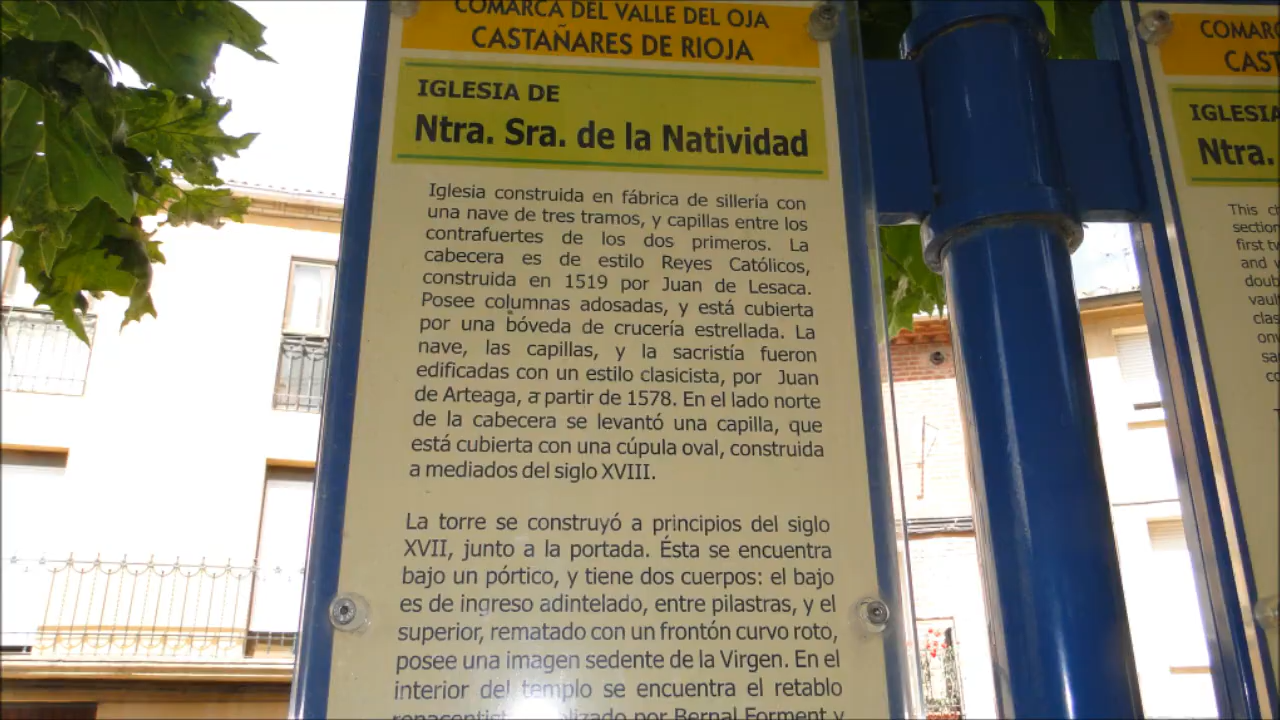 COMARCA DEL VALLE DEL OJA
CASTAÑARES DE RIOJA
IGLESIA DE
Ntra. Sra. de la Natividad
Iglesia construida en fábrica de sillería con
una nave de tres tramos, y capillas entre los
contrafuertes de los dos primeros. La
cabecera es de estilo Reyes Católicos,
construida en 1519 por Juan de Lesaca.
Posee columnas adosadas, y está cubierta
por una bóveda de crucería estrellada. La
nave, las capillas, y la sacristía fueron
edificadas con un estilo clasicista, por Juan
de Arteaga, a partir de 1578. En el lado norte
de la cabecera se levantó una capilla, que
está cubierta con una cúpula oval, construida
a mediados del siglo XVIII.
La torre se construyó a principios del siglo
XVII, junto a la portada. Ésta se encuentra
bajo un pórtico, y tiene dos cuerpos: el bajo
es de ingreso adintelado, entre pilastras, y el
superior, rematado con un frontón curvo roto,
posee una imagen sedente de la Virgen. En el
interior del templo se encuentra el retablo
por Bernal Forment y
IGLESIA
Ntra.
This
first
and